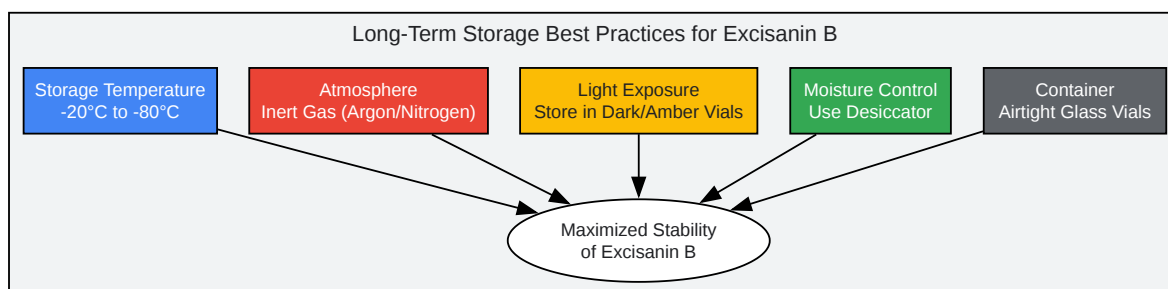 Long-Term Storage Best Practices for Excisanin B
Storage Temperature
-20°C to -80°C
Atmosphere
Inert Gas (Argon/Nitrogen)
Light Exposure
Store in Dark/Amber Vials
Moisture Control
Use Desiccator
Container
Airtight Glass Vials
Maximized Stability
of Excisanin B